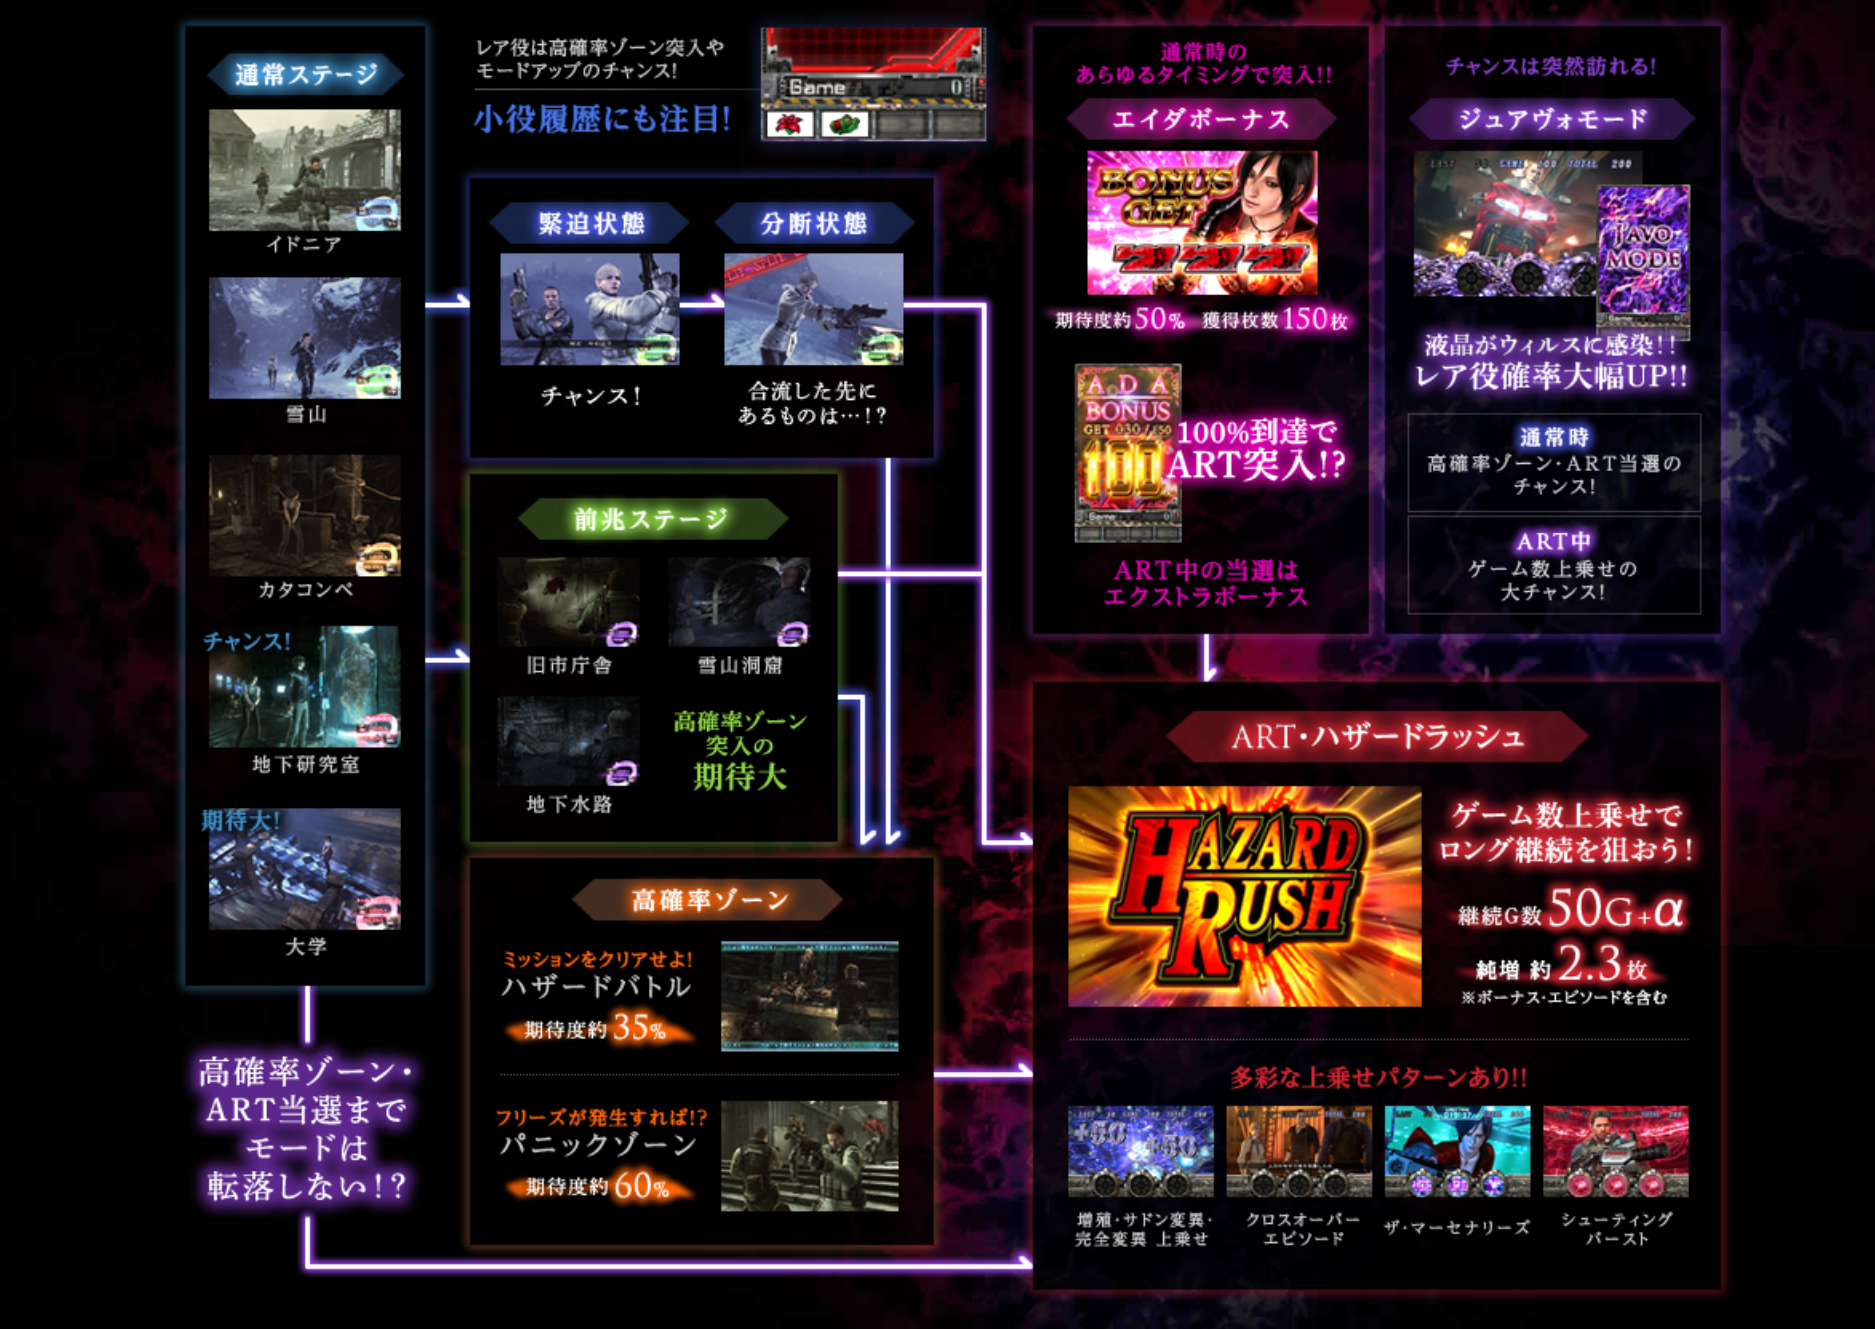 通常ステージ
イドニア
雪山
カタコンベ
チャンス!
地下研究室
期待大!
大学
高確率ゾーン・
ART当選まで
モードは
転落しない!?
レア役は高確率ゾーン突入や
モードアップのチャンス!
小役履歴にも注目!
Game 0
緊迫状態
チャンス!
分断状態
合流した先に
あるものは…!?
前兆ステージ
旧市庁舎
雪山洞窟
地下水路
高確率ゾーン
突入の
期待大
高確率ゾーン
ミッションをクリアせよ!
ハザードバトル
期待度約35%
フリーズが発生すれば!?
パニックゾーン
期待度約60%
通常時の
あらゆるタイミングで突入!!
エイダボーナス
BONUS
GET
777
期待度約50% 獲得枚数150枚
ADA
BONUS
GET 030/150
100
Game 0
100%到達で
ART突入!?
ART中の当選は
エクストラボーナス
チャンスは突然訪れる!
ジュアヴォモード
TOTAL 200
J'AVO
MODE
液晶がウィルスに感染!!
レア役確率大幅UP!!
通常時
高確率ゾーン・ART当選の
チャンス!
ART中
ゲーム数上乗せの
大チャンス!
ART・ハザードラッシュ
HAZARD
RUSH
ゲーム数上乗せで
ロング継続を狙おう!
継続G数50G+α
純増 約2.3枚
※ボーナス・エピソードを含む
多彩な上乗せパターンあり!!
+50 +50
増殖・サドン変異・
完全変異 上乗せ
クロスオーバー
エピソード
ザ・マーセナリーズ
シューティング
バースト